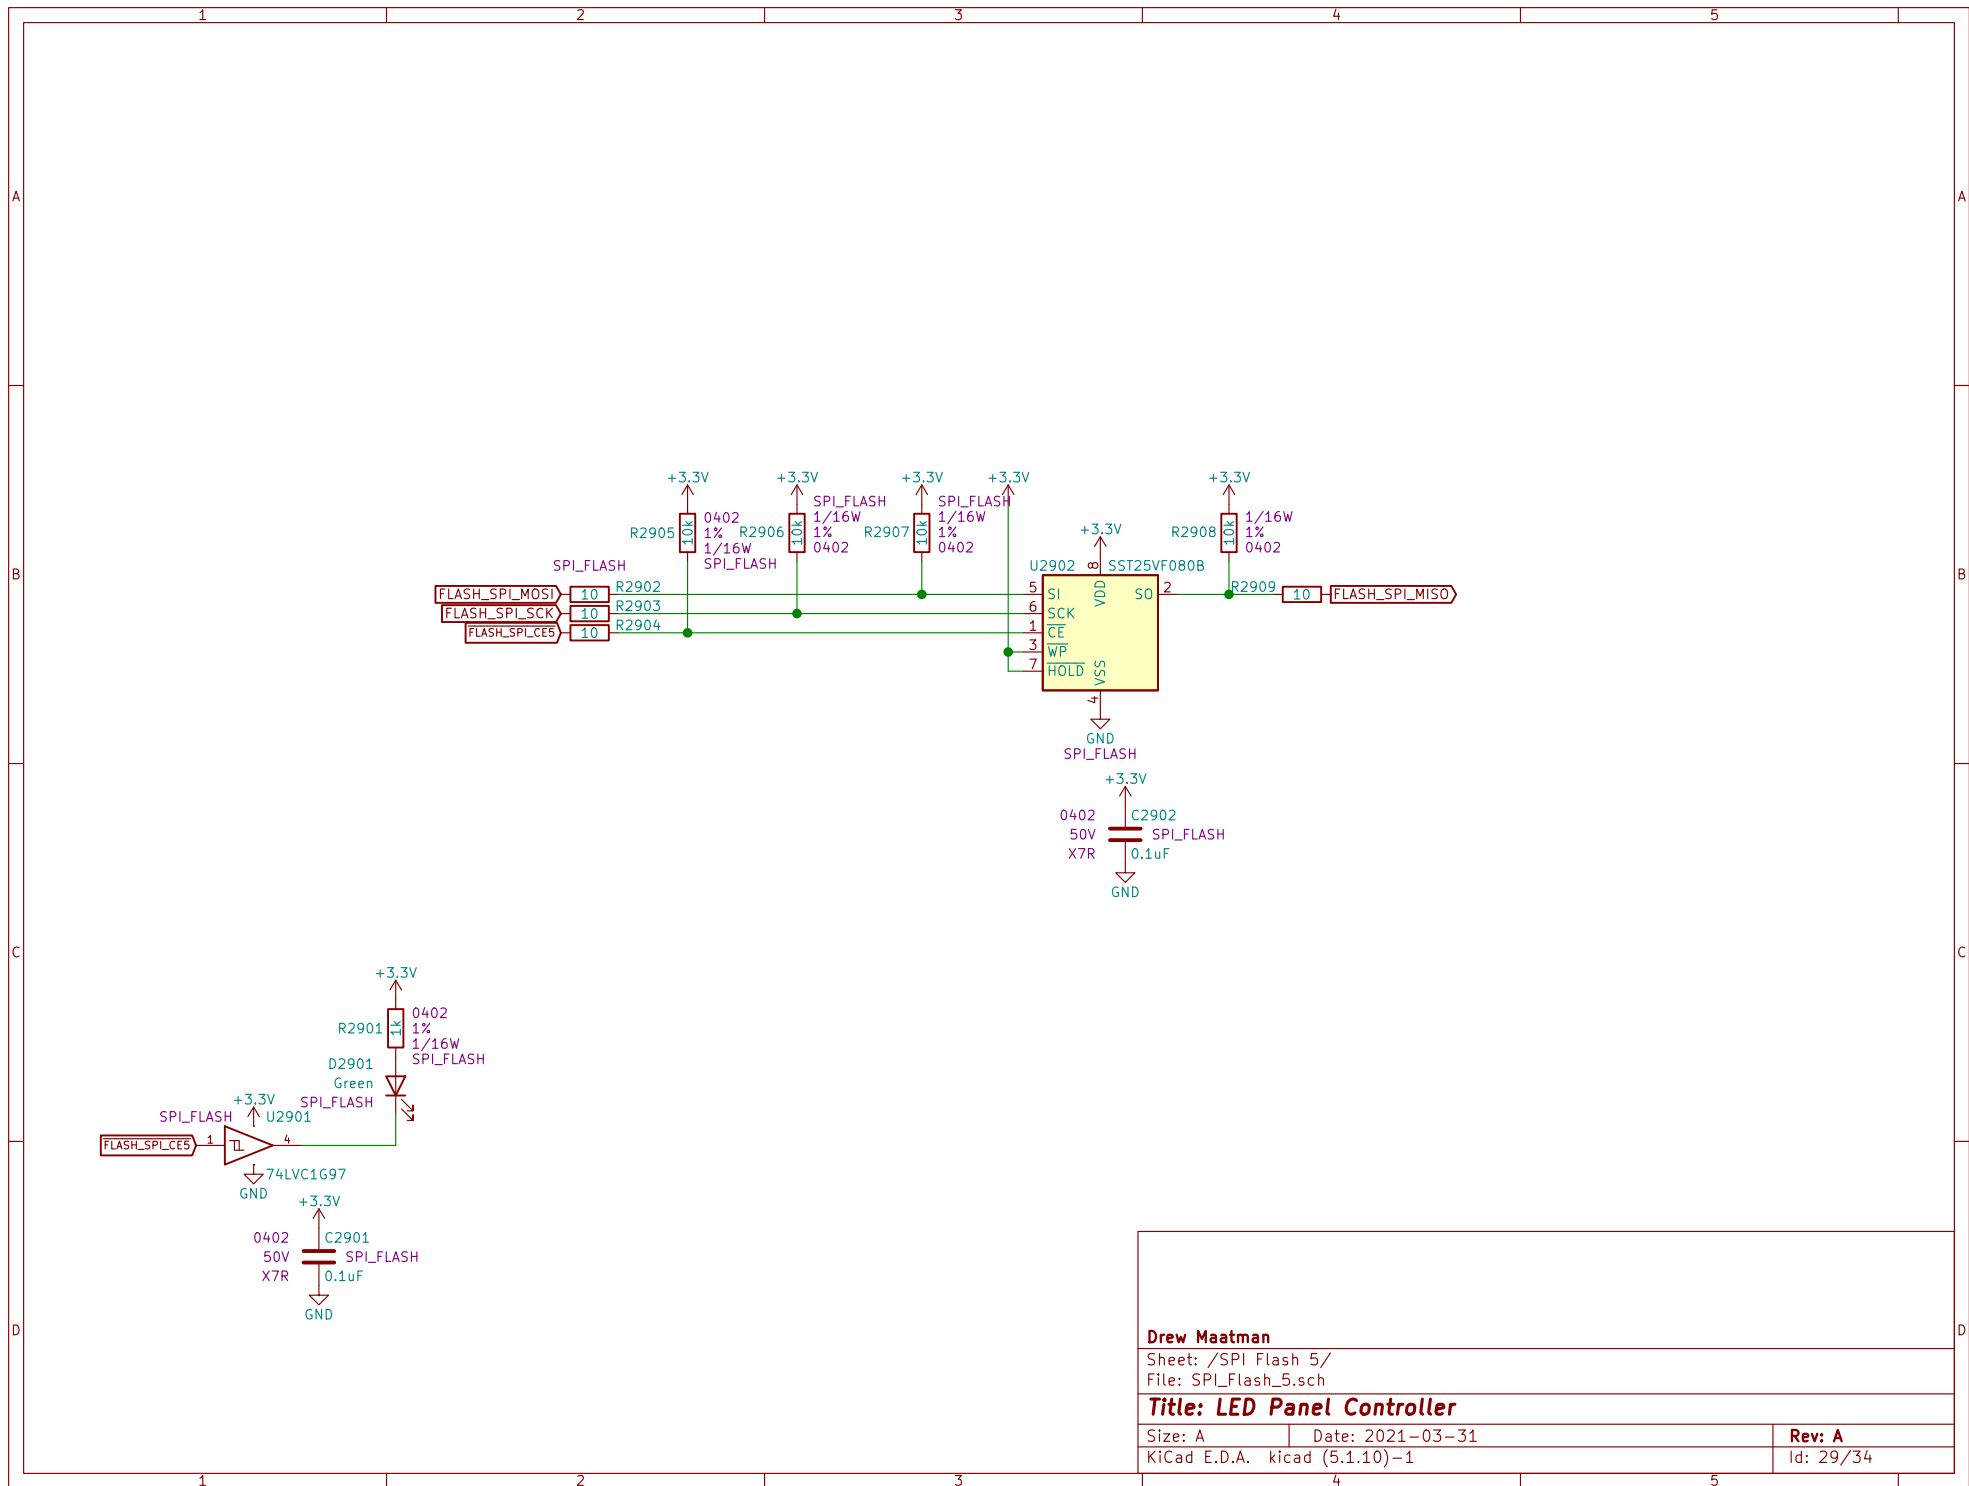 1 2 3 4 5
A A
+3.3V +3.3V +3.3V +3.3V +3.3V
R2905 10k 0402 1% 1/16W SPI_FLASH
R2906 10k SPI_FLASH 1/16W 1% 0402
R2907 10k SPI_FLASH 1/16W 1% 0402
R2908 10k 1/16W 1% 0402
B B
+3.3V
U2902 8 SST25VF080B
SPI_FLASH
FLASH_SPI_MOSI 10 R2902 5 SI VDD SO 2 R2909 10 FLASH_SPI_MISO
FLASH_SPI_SCK 10 R2903 6 SCK
FLASH_SPI_CE5 10 R2904 1 CE
3 WP
7 HOLD VSS
4
GND
SPI_FLASH
+3.3V
0402 C2902
50V SPI_FLASH
X7R 0.1uF
GND
C C
+3.3V
R2901 1k 0402
1%
1/16W
SPI_FLASH
D2901
Green
SPI_FLASH
+3.3V
SPI_FLASH U2901
FLASH_SPI_CE5 1 4
74LVC1G97
GND
+3.3V
0402 C2901
50V SPI_FLASH
X7R 0.1uF
GND
D D
Drew Maatman
Sheet: /SPI Flash 5/
File: SPI_Flash_5.sch
Title: LED Panel Controller
Size: A Date: 2021-03-31 Rev: A
KiCad E.D.A. kicad (5.1.10)-1 Id: 29/34
1 2 3 4 5